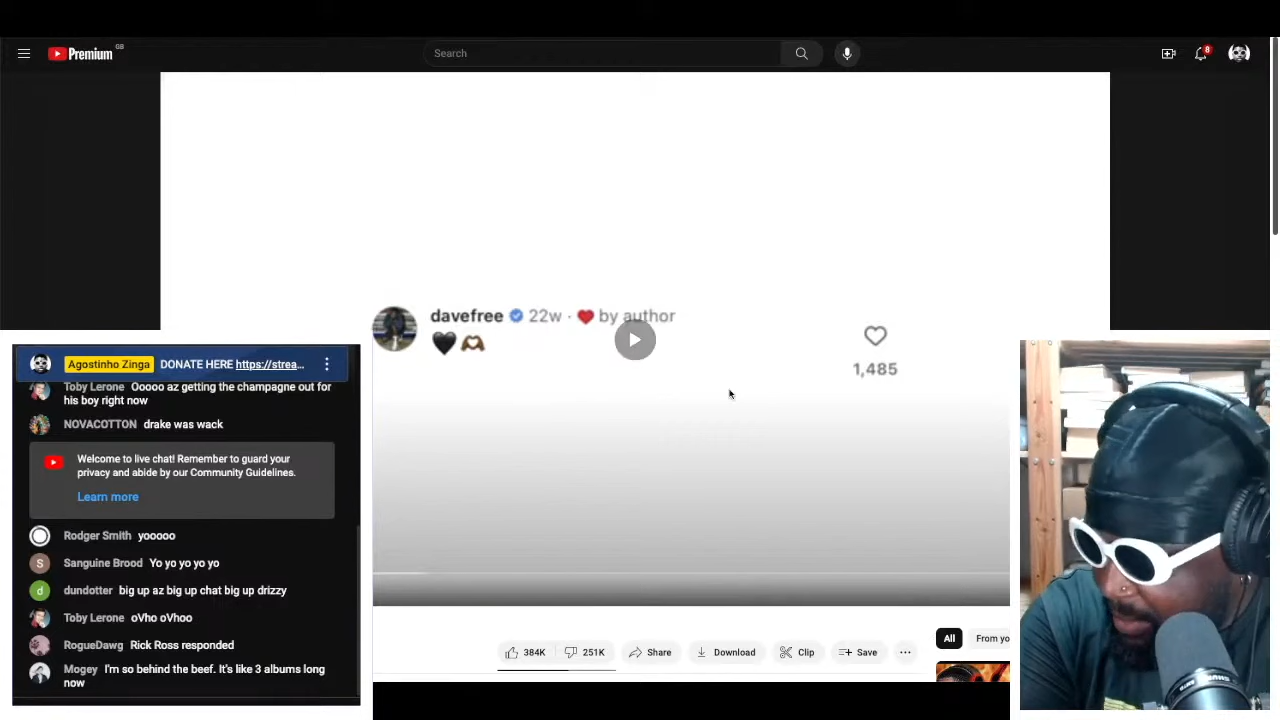 Premium GB
Search
8
davefree 22w · by author
1,485
Agostinho Zinga DONATE HERE https://strea...
Toby Lerone Ooooo az getting the champagne out for
his boy right now
NOVACOTTON drake was wack
Welcome to live chat! Remember to guard your
privacy and abide by our Community Guidelines.
Learn more
Rodger Smith yooooo
S Sanguine Brood Yo yo yo yo yo
d dundotter big up az big up chat big up drizzy
Toby Lerone oVho oVhoo
RogueDawg Rick Ross responded
Mogey I'm so behind the beef. It's like 3 albums long
now
384K 251K Share Download Clip Save ...
All From yo